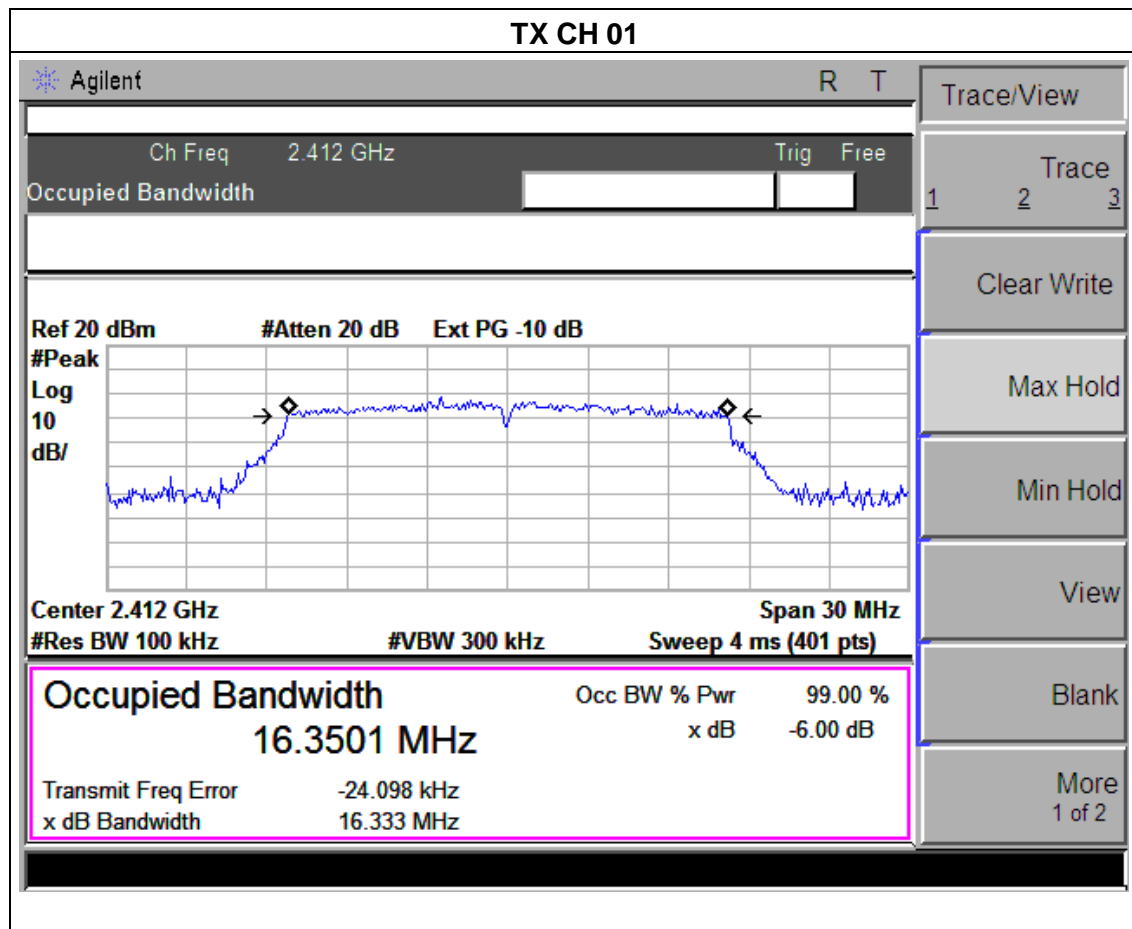 TX CH 01
Agilent R T
Trace/View
Ch Freq 2.412 GHz Trig Free
Occupied Bandwidth
Trace
1 2 3
Clear Write
Ref 20 dBm #Atten 20 dB Ext PG -10 dB
#Peak
Log
10
dB/
Max Hold
Min Hold
View
Center 2.412 GHz Span 30 MHz
#Res BW 100 kHz #VBW 300 kHz Sweep 4 ms (401 pts)
Occupied Bandwidth Occ BW % Pwr 99.00 %
16.3501 MHz x dB -6.00 dB
Transmit Freq Error -24.098 kHz
x dB Bandwidth 16.333 MHz
Blank
More
1 of 2